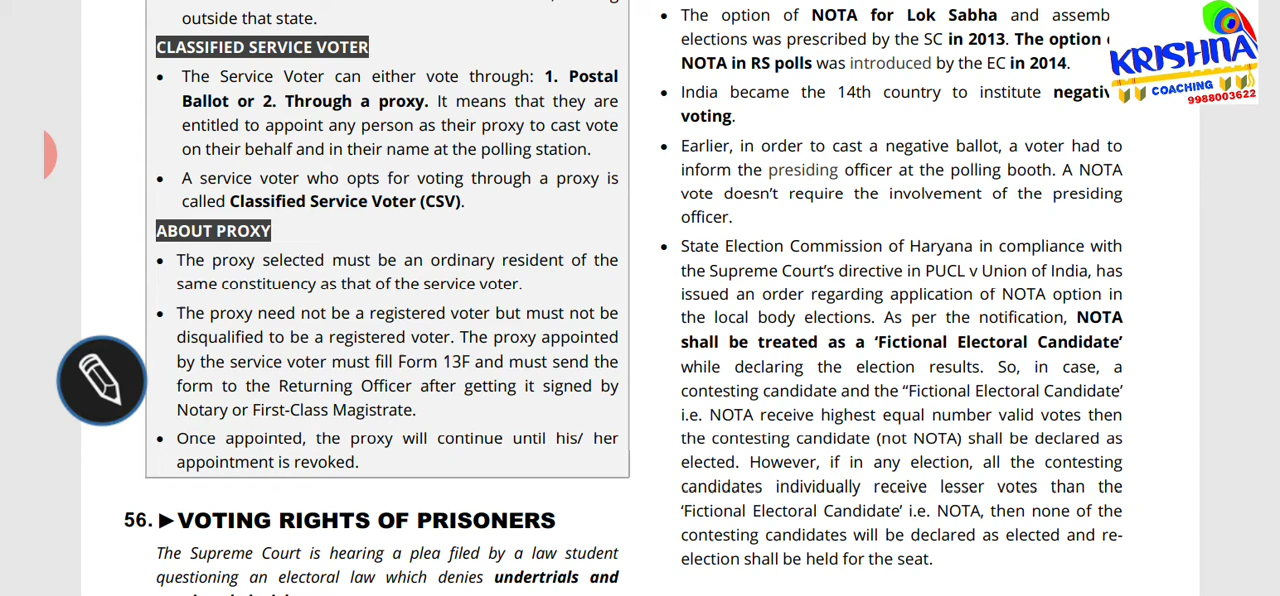 outside that state.
CLASSIFIED SERVICE VOTER
• The Service Voter can either vote through: 1. Postal
Ballot or 2. Through a proxy. It means that they are
entitled to appoint any person as their proxy to cast vote
on their behalf and in their name at the polling station.
• A service voter who opts for voting through a proxy is
called Classified Service Voter (CSV).
ABOUT PROXY
• The proxy selected must be an ordinary resident of the
same constituency as that of the service voter.
• The proxy need not be a registered voter but must not be
disqualified to be a registered voter. The proxy appointed
by the service voter must fill Form 13F and must send the
form to the Returning Officer after getting it signed by
Notary or First-Class Magistrate.
• Once appointed, the proxy will continue until his/ her
appointment is revoked.
56. ►VOTING RIGHTS OF PRISONERS
The Supreme Court is hearing a plea filed by a law student
questioning an electoral law which denies undertrials and
• The option of NOTA for Lok Sabha and assemb
elections was prescribed by the SC in 2013. The option
NOTA in RS polls was introduced by the EC in 2014.
• India became the 14th country to institute negativ
voting.
• Earlier, in order to cast a negative ballot, a voter had to
inform the presiding officer at the polling booth. A NOTA
vote doesn't require the involvement of the presiding
officer.
• State Election Commission of Haryana in compliance with
the Supreme Court's directive in PUCL v Union of India, has
issued an order regarding application of NOTA option in
the local body elections. As per the notification, NOTA
shall be treated as a 'Fictional Electoral Candidate'
while declaring the election results. So, in case, a
contesting candidate and the "Fictional Electoral Candidate'
i.e. NOTA receive highest equal number valid votes then
the contesting candidate (not NOTA) shall be declared as
elected. However, if in any election, all the contesting
candidates individually receive lesser votes than the
'Fictional Electoral Candidate' i.e. NOTA, then none of the
contesting candidates will be declared as elected and re-
election shall be held for the seat.
KRISHNA
COACHING
9988003622